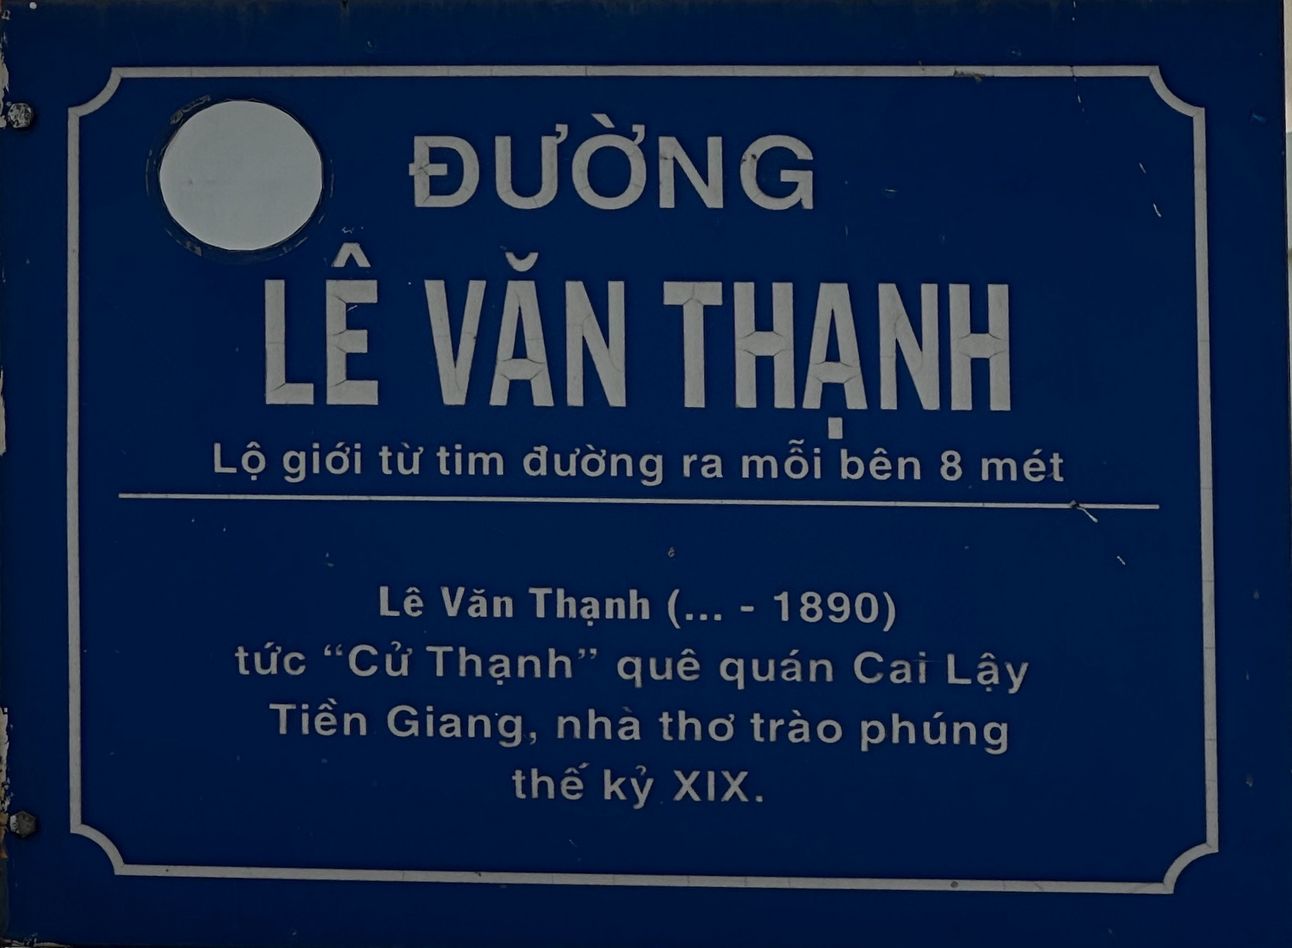 ĐƯỜNG
LÊ VĂN THẠNH
Lộ giới từ tim đường ra mỗi bên 8 mét
Lê Văn Thạnh (... - 1890)
tức “Cử Thạnh” quê quán Cai Lậy
Tiền Giang, nhà thơ trào phúng
thế kỷ XIX.